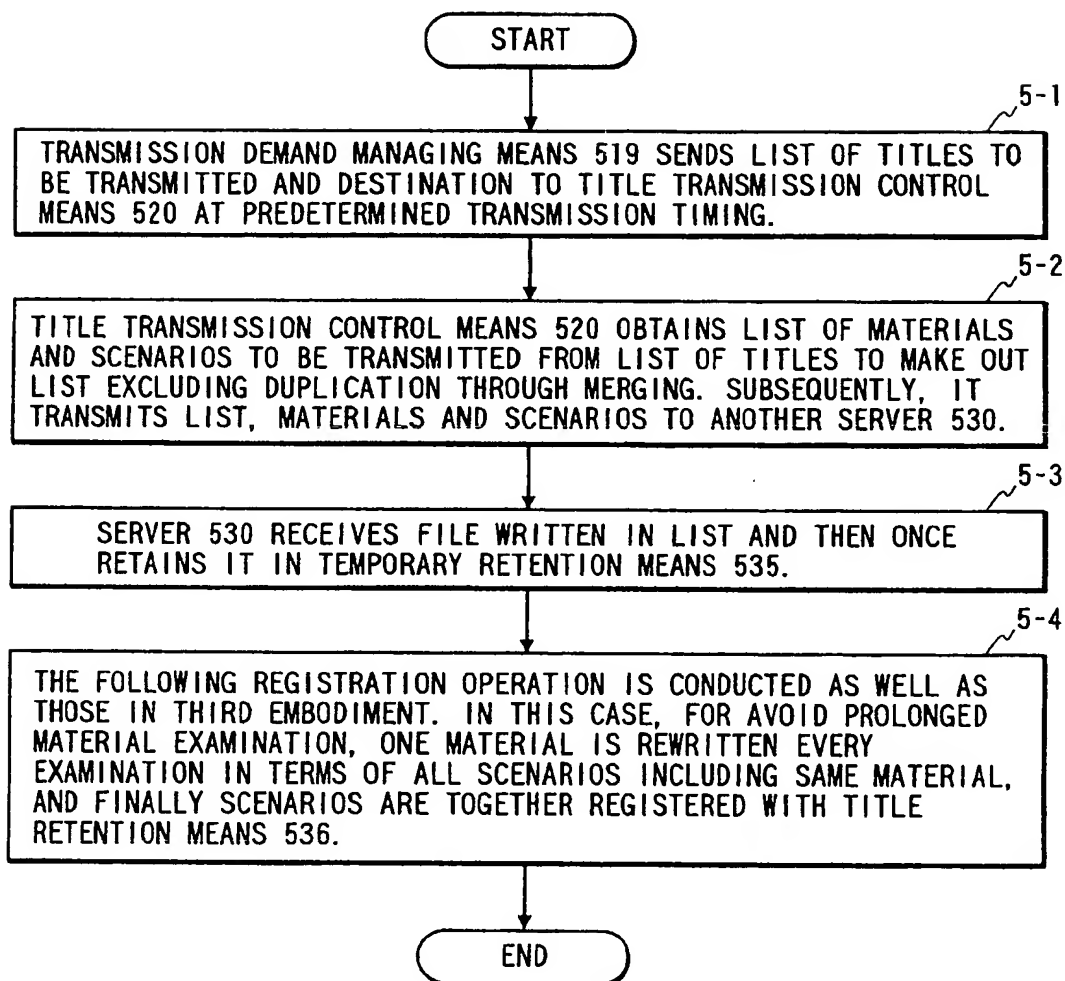 START
5-1
TRANSMISSION DEMAND MANAGING MEANS 519 SENDS LIST OF TITLES TO
BE TRANSMITTED AND DESTINATION TO TITLE TRANSMISSION CONTROL
MEANS 520 AT PREDETERMINED TRANSMISSION TIMING.
5-2
TITLE TRANSMISSION CONTROL MEANS 520 OBTAINS LIST OF MATERIALS
AND SCENARIOS TO BE TRANSMITTED FROM LIST OF TITLES TO MAKE OUT
LIST EXCLUDING DUPLICATION THROUGH MERGING. SUBSEQUENTLY, IT
TRANSMITS LIST, MATERIALS AND SCENARIOS TO ANOTHER SERVER 530.
5-3
SERVER 530 RECEIVES FILE WRITTEN IN LIST AND THEN ONCE
RETAINS IT IN TEMPORARY RETENTION MEANS 535.
5-4
THE FOLLOWING REGISTRATION OPERATION IS CONDUCTED AS WELL AS
THOSE IN THIRD EMBODIMENT. IN THIS CASE, FOR AVOID PROLONGED
MATERIAL EXAMINATION, ONE MATERIAL IS REWRITTEN EVERY
EXAMINATION IN TERMS OF ALL SCENARIOS INCLUDING SAME MATERIAL,
AND FINALLY SCENARIOS ARE TOGETHER REGISTERED WITH TITLE
RETENTION MEANS 536.
END